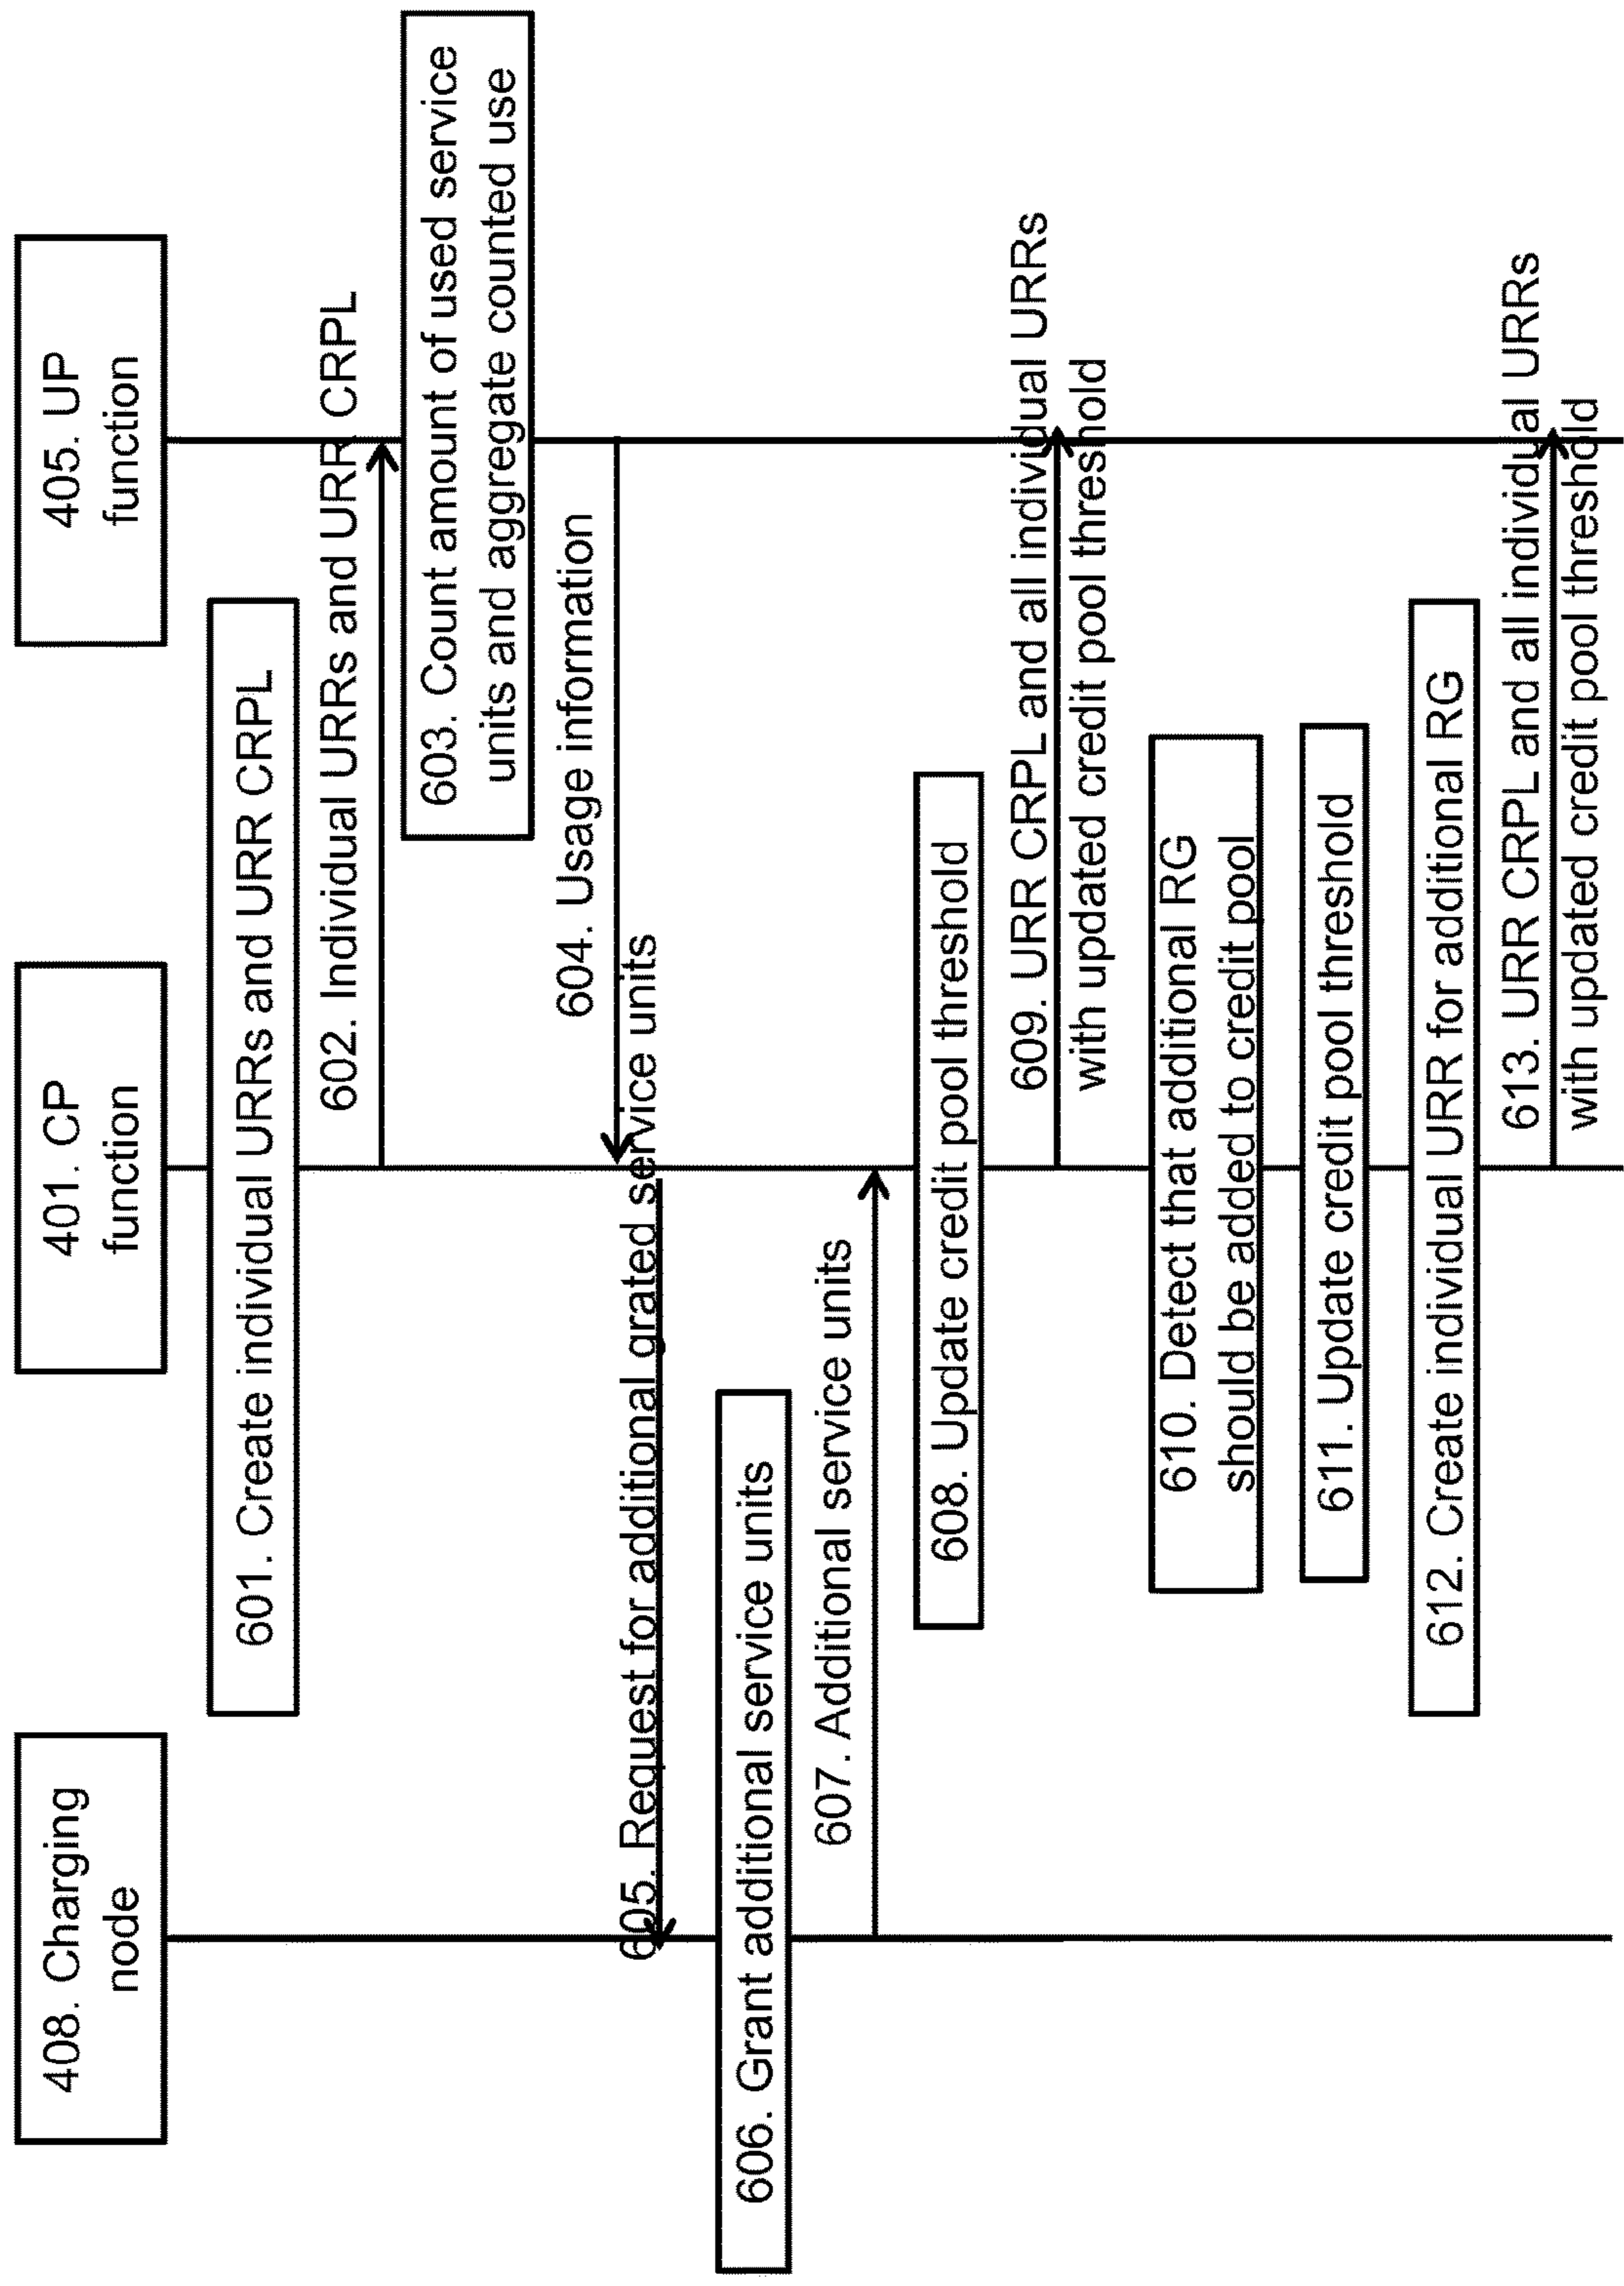 408. Charging
node
401. CP
function
405. UP
function
601. Create individual URRs and URR CRPL
602. Individual URRs and URR CRPL
603. Count amount of used service
units and aggregate counted use
604. Usage information
605. Request for additional grated service units
606. Grant additional service units
607. Additional service units
608. Update credit pool threshold
609. URR CRPL and all individual URRs
with updated credit pool threshold
610. Detect that additional RG
should be added to credit pool
611. Update credit pool threshold
612. Create individual URR for additional RG
613. URR CRPL and all individual URRs
with updated credit pool threshold